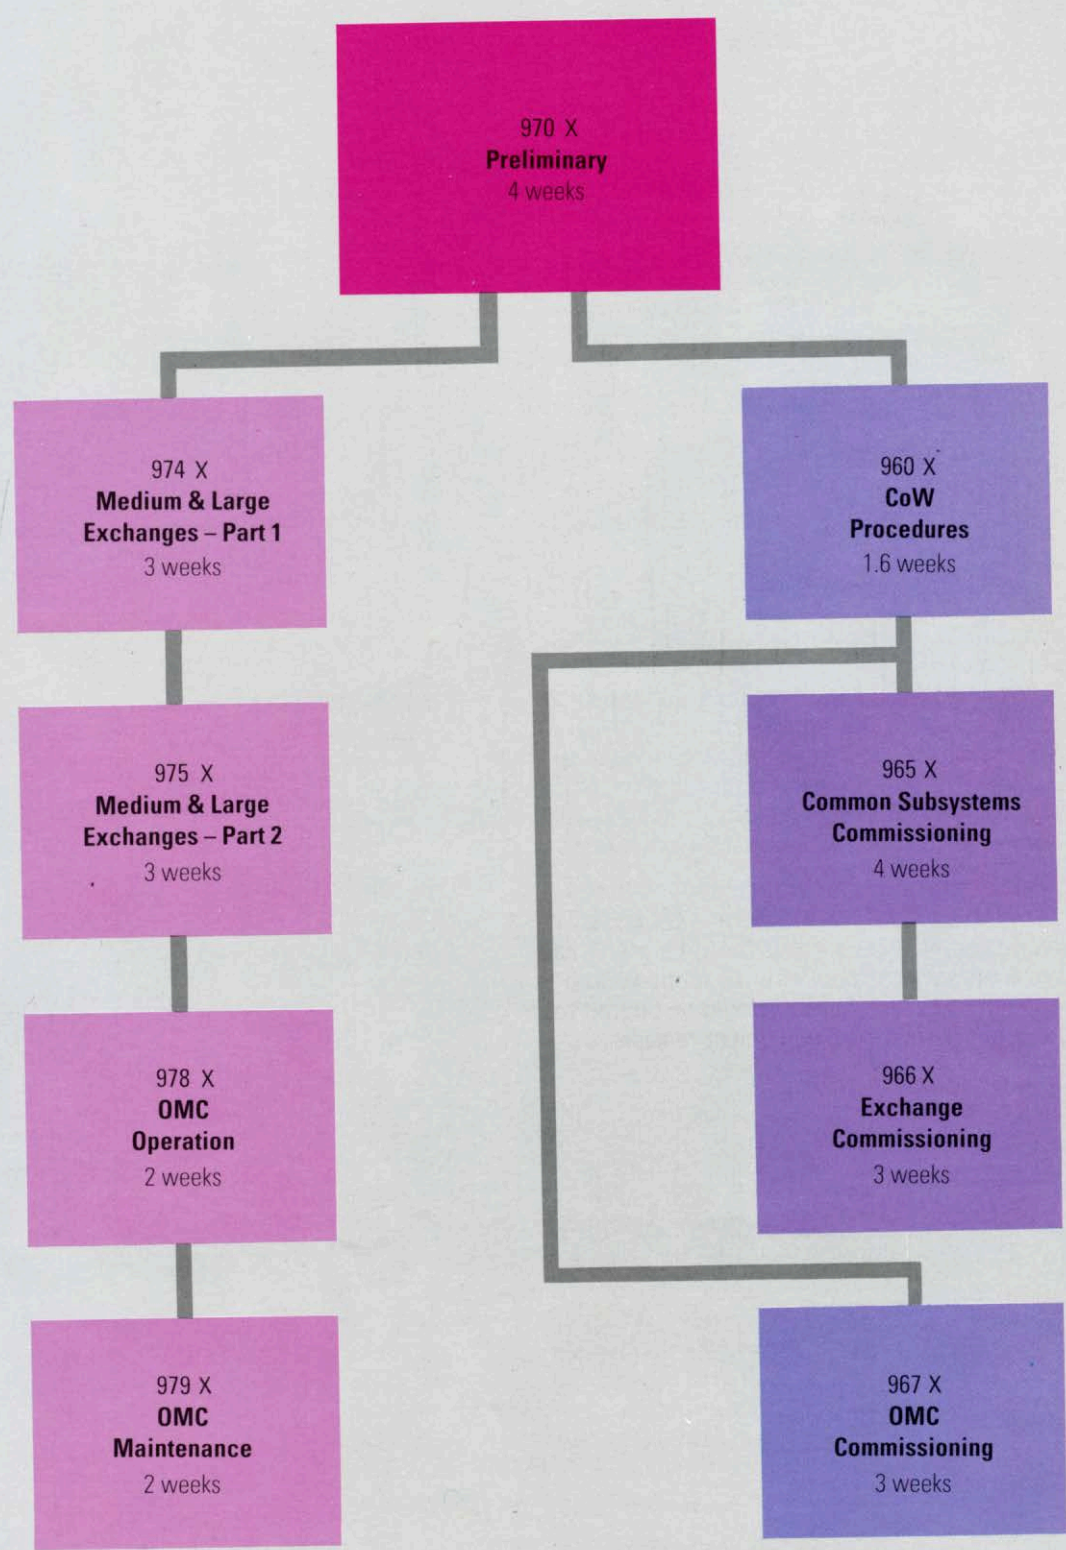 970 X
Preliminary
4 weeks
974 X
Medium & Large
Exchanges – Part 1
3 weeks
975 X
Medium & Large
Exchanges – Part 2
3 weeks
978 X
OMC
Operation
2 weeks
979 X
OMC
Maintenance
2 weeks
960 X
CoW
Procedures
1.6 weeks
965 X
Common Subsystems
Commissioning
4 weeks
966 X
Exchange
Commissioning
3 weeks
967 X
OMC
Commissioning
3 weeks